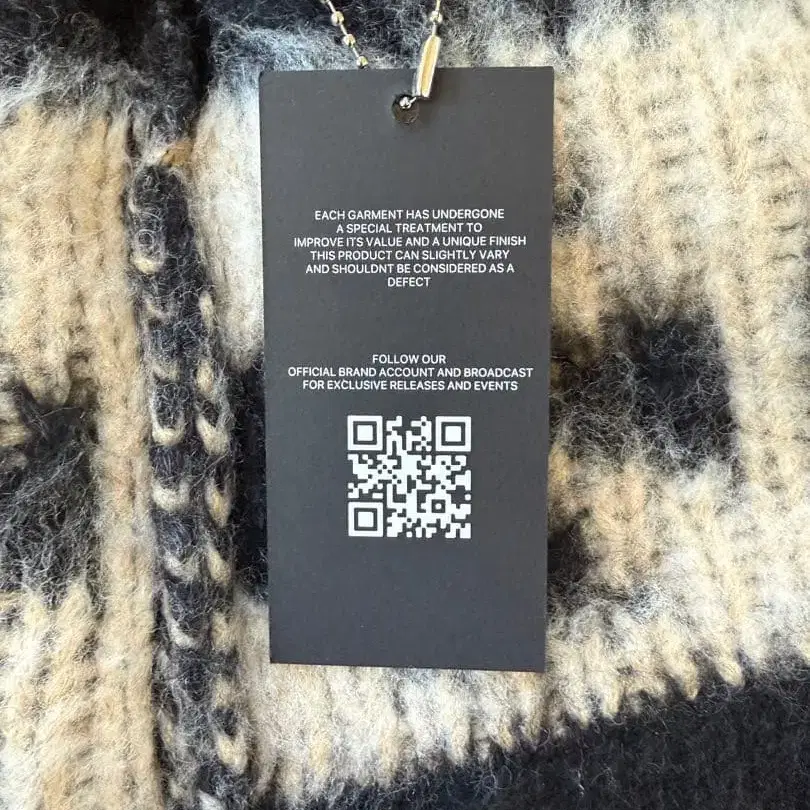 EACH GARMENT HAS UNDERGONE
A SPECIAL TREATMENT TO
IMPROVE ITS VALUE AND A UNIQUE FINISH
THIS PRODUCT CAN SLIGHTLY VARY
AND SHOULDNT BE CONSIDERED AS A
DEFECT
FOLLOW OUR
OFFICIAL BRAND ACCOUNT AND BROADCAST
FOR EXCLUSIVE RELEASES AND EVENTS